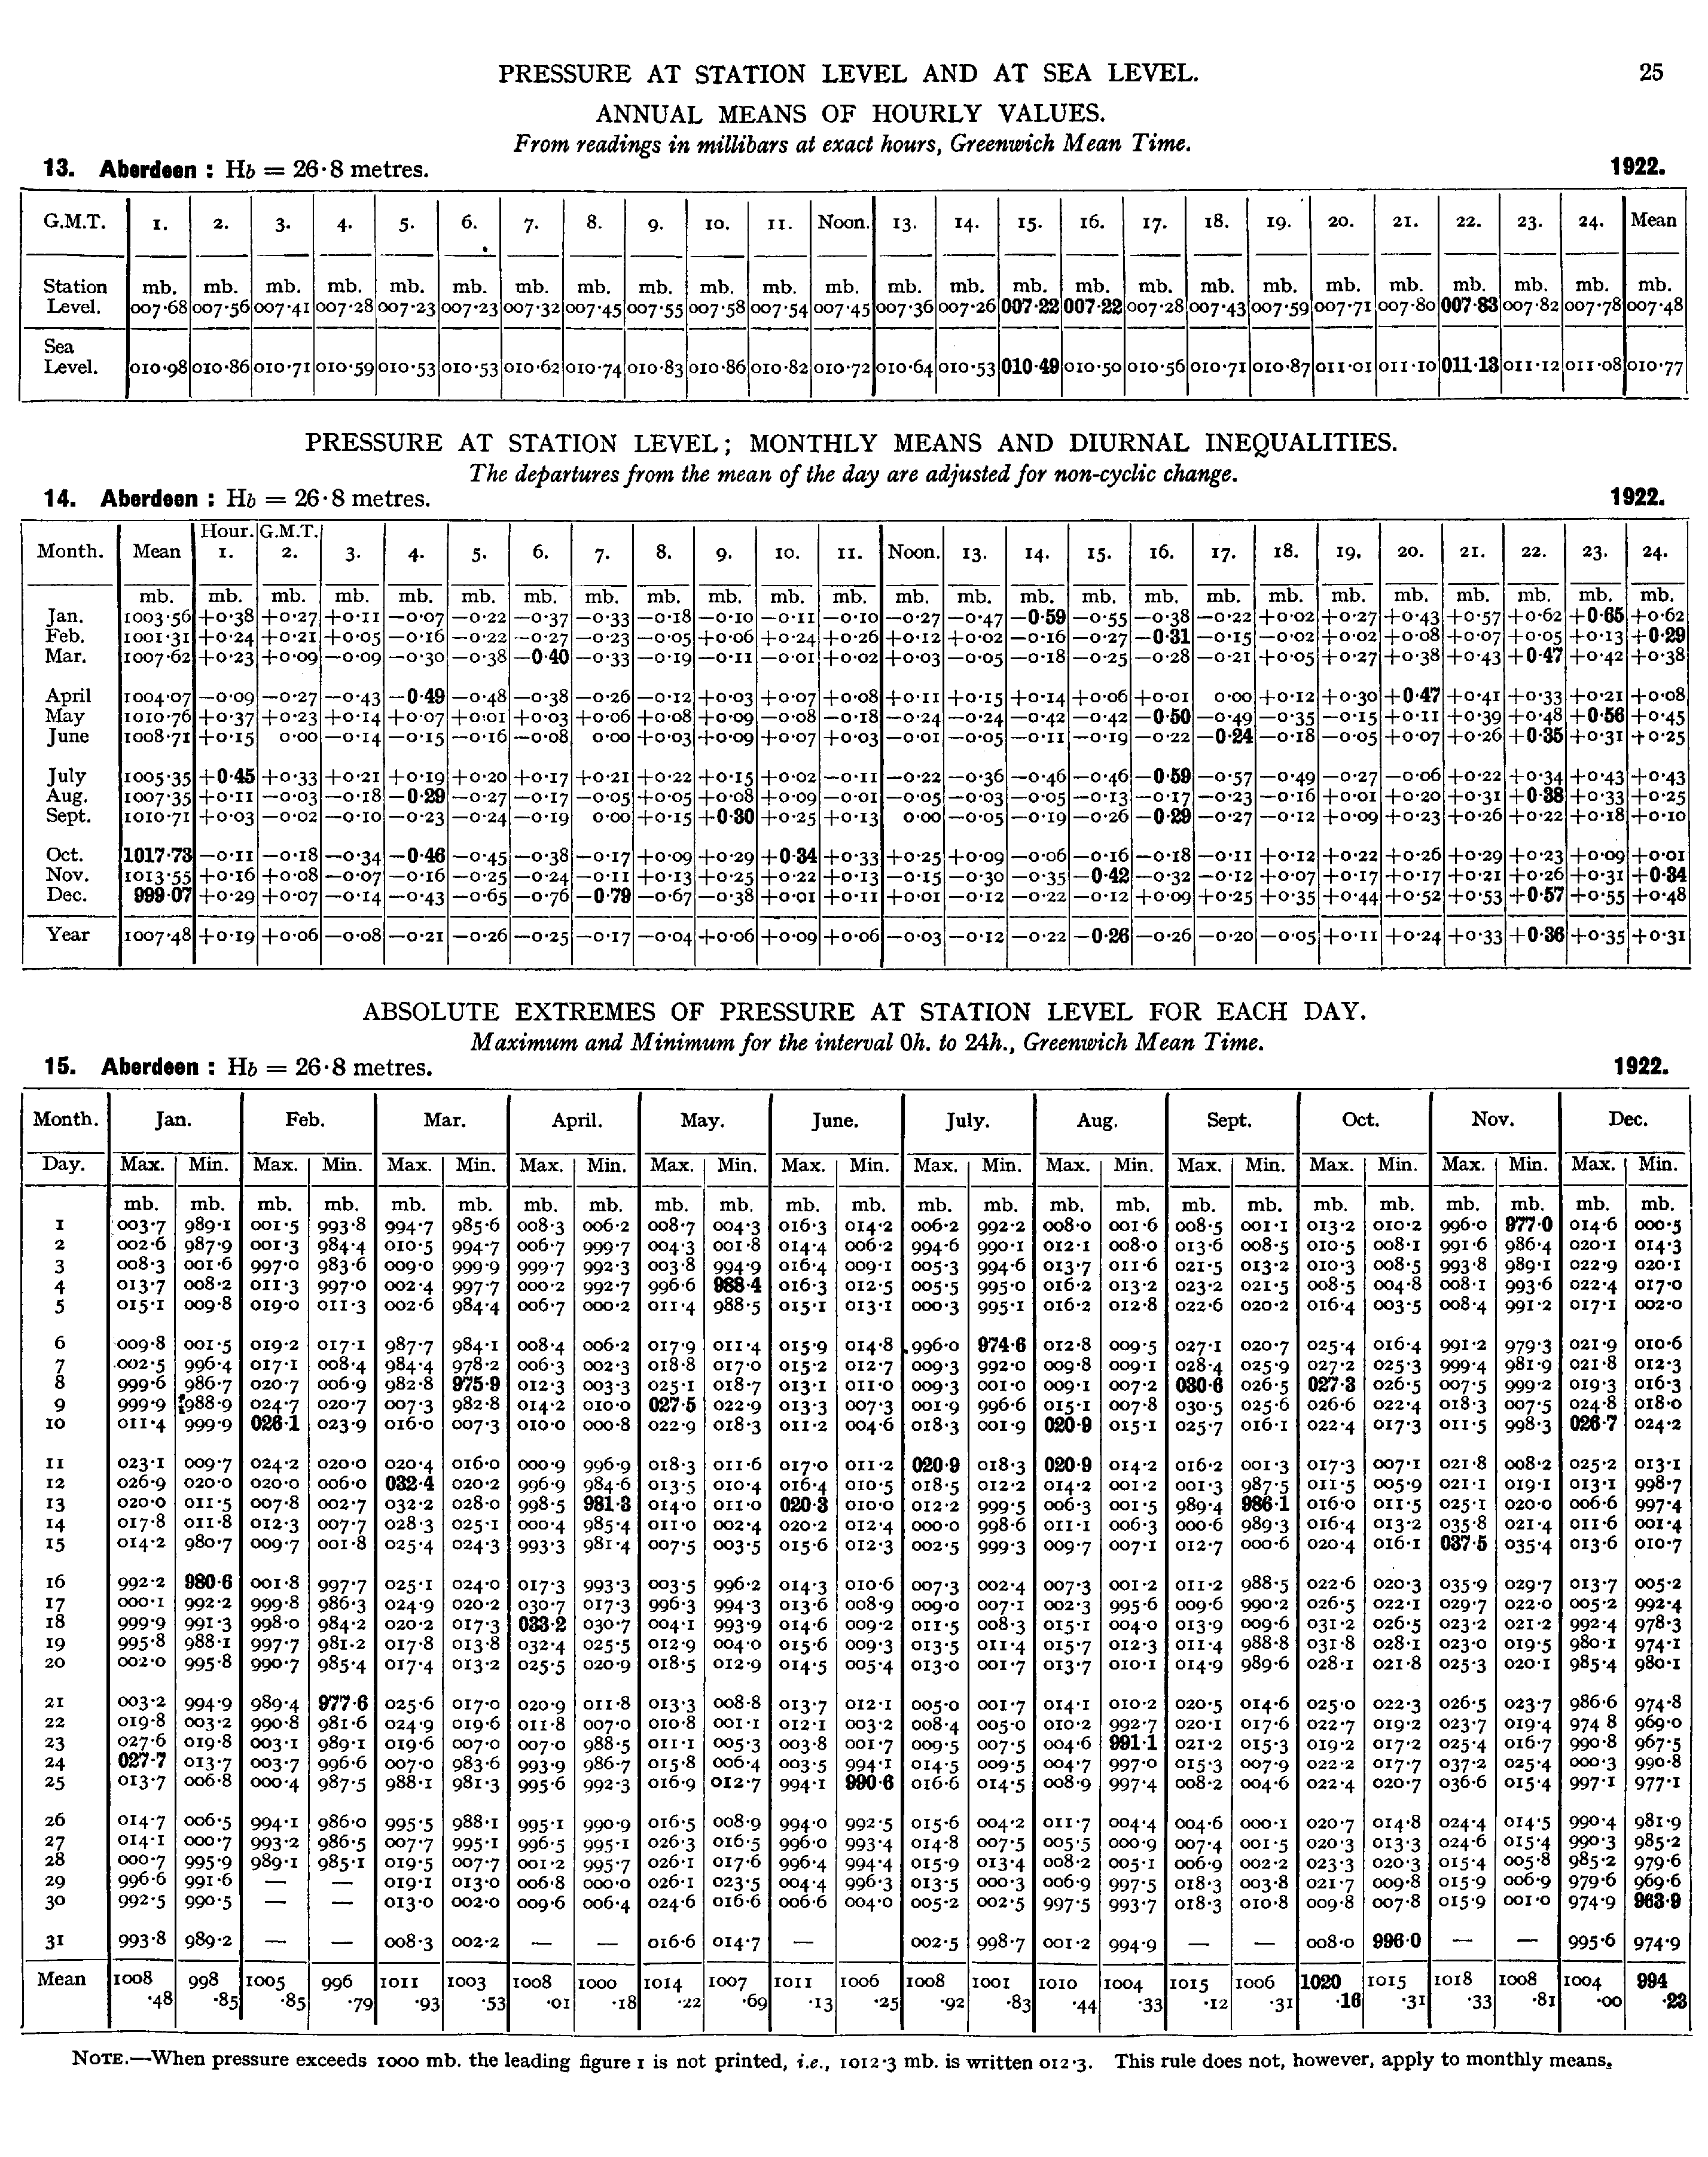 PRESSURE AT STATION LEVEL AND AT SEA LEVEL. 25
ANNUAL MEANS OF HOURLY VALUES.
From readings in millibars at exact hours, Greenwich Mean Time.
13. Aberdeen : Hb = 26·8 metres. 1922.
G.M.T. 1. 2. 3. 4. 5. 6. 7. 8. 9. 10. 11. Noon. 13. 14. 15. 16. 17. 18. 19. 20. 21. 22. 23. 24. Mean
Station mb. mb. mb. mb. mb. mb. mb. mb. mb. mb. mb. mb. mb. mb. mb. mb. mb. mb. mb. mb. mb. mb. mb. mb. mb.
Level. 007·68 007·56 007·41 007·28 007·23 007·23 007·32 007·45 007·55 007·58 007·54 007·45 007·36 007·26 007·22 007·22 007·28 007·43 007·59 007·71 007·80 007·83 007·82 007·78 007·48
Sea
Level. 010·98 010·86 010·71 010·59 010·53 010·53 010·62 010·74 010·83 010·86 010·82 010·72 010·64 010·53 010·49 010·50 010·56 010·71 010·87 011·01 011·10 011·13 011·12 011·08 010·77
PRESSURE AT STATION LEVEL; MONTHLY MEANS AND DIURNAL INEQUALITIES.
The departures from the mean of the day are adjusted for non-cyclic change.
14. Aberdeen : Hb = 26·8 metres. 1922.
Hour. G.M.T.
Month. Mean 1. 2. 3. 4. 5. 6. 7. 8. 9. 10. 11. Noon. 13. 14. 15. 16. 17. 18. 19. 20. 21. 22. 23. 24.
mb. mb. mb. mb. mb. mb. mb. mb. mb. mb. mb. mb. mb. mb. mb. mb. mb. mb. mb. mb. mb. mb. mb. mb. mb.
Jan. 1003·56 +0·38 +0·27 +0·11 −0·07 −0·22 −0·37 −0·33 −0·18 −0·10 −0·11 −0·10 −0·27 −0·47 −0·59 −0·55 −0·38 −0·22 +0·02 +0·27 +0·43 +0·57 +0·62 +0·65 +0·62
Feb. 1001·31 +0·24 +0·21 +0·05 −0·16 −0·22 −0·27 −0·23 −0·05 +0·06 +0·24 +0·26 +0·12 +0·02 −0·16 −0·27 −0·31 −0·15 −0·02 +0·02 +0·08 +0·07 +0·05 +0·13 +0·29
Mar. 1007·62 +0·23 +0·09 −0·09 −0·30 −0·38 −0·40 −0·33 −0·19 −0·11 −0·01 +0·02 +0·03 −0·05 −0·18 −0·25 −0·28 −0·21 +0·05 +0·27 +0·38 +0·43 +0·47 +0·42 +0·38
April 1004·07 −0·09 −0·27 −0·43 −0·49 −0·48 −0·38 −0·26 −0·12 +0·03 +0·07 +0·08 +0·11 +0·15 +0·14 +0·06 +0·01 0·00 +0·12 +0·30 +0·47 +0·41 +0·33 +0·21 +0·08
May 1010·76 +0·37 +0·23 +0·14 +0·07 +0·01 +0·03 +0·06 +0·08 +0·09 −0·08 −0·18 −0·24 −0·24 −0·42 −0·42 −0·50 −0·49 −0·35 −0·15 +0·11 +0·39 +0·48 +0·56 +0·45
June 1008·71 +0·15 0·00 −0·14 −0·15 −0·16 −0·08 0·00 +0·03 +0·09 +0·07 +0·03 −0·01 −0·05 −0·11 −0·19 −0·22 −0·24 −0·18 −0·05 +0·07 +0·26 +0·35 +0·31 +0·25
July 1005·35 +0·45 +0·33 +0·21 +0·19 +0·20 +0·17 +0·21 +0·22 +0·15 +0·02 −0·11 −0·22 −0·36 −0·46 −0·46 −0·59 −0·57 −0·49 −0·27 −0·06 +0·22 +0·34 +0·43 +0·43
Aug. 1007·35 +0·11 −0·03 −0·18 −0·29 −0·27 −0·17 −0·05 +0·05 +0·08 +0·09 −0·01 −0·05 −0·03 −0·05 −0·13 −0·17 −0·23 −0·16 +0·01 +0·20 +0·31 +0·38 +0·33 +0·25
Sept. 1010·71 +0·03 −0·02 −0·10 −0·23 −0·24 −0·19 0·00 +0·15 +0·30 +0·25 +0·13 0·00 −0·05 −0·19 −0·26 −0·29 −0·27 −0·12 +0·09 +0·23 +0·26 +0·22 +0·18 +0·10
Oct. 1017·73 −0·11 −0·18 −0·34 −0·46 −0·45 −0·38 −0·17 +0·09 +0·29 +0·34 +0·33 +0·25 +0·09 −0·06 −0·16 −0·18 −0·11 +0·12 +0·22 +0·26 +0·29 +0·23 +0·09 +0·01
Nov. 1013·55 +0·16 +0·08 −0·07 −0·16 −0·25 −0·24 −0·11 +0·13 +0·25 +0·22 +0·13 −0·15 −0·30 −0·35 −0·42 −0·32 −0·12 +0·07 +0·17 +0·17 +0·21 +0·26 +0·31 +0·34
Dec. 999·07 +0·29 +0·07 −0·14 −0·43 −0·65 −0·76 −0·79 −0·67 −0·38 +0·01 +0·11 +0·01 −0·12 −0·22 −0·12 +0·09 +0·25 +0·35 +0·44 +0·52 +0·53 +0·57 +0·55 +0·48
Year 1007·48 +0·19 +0·06 −0·08 −0·21 −0·26 −0·25 −0·17 −0·04 +0·06 +0·09 +0·06 −0·03 −0·12 −0·22 −0·26 −0·26 −0·20 −0·05 +0·11 +0·24 +0·33 +0·36 +0·35 +0·31
ABSOLUTE EXTREMES OF PRESSURE AT STATION LEVEL FOR EACH DAY.
Maximum and Minimum for the interval 0h. to 24h., Greenwich Mean Time.
15. Aberdeen : Hb = 26·8 metres. 1922.
Month. Jan. Feb. Mar. April. May. June. July. Aug. Sept. Oct. Nov. Dec.
Day. Max. Min. Max. Min. Max. Min. Max. Min. Max. Min. Max. Min. Max. Min. Max. Min. Max. Min. Max. Min. Max. Min. Max. Min.
mb. mb. mb. mb. mb. mb. mb. mb. mb. mb. mb. mb. mb. mb. mb. mb. mb. mb. mb. mb. mb. mb. mb. mb.
1 003·7 989·1 001·5 993·8 994·7 985·6 008·3 006·2 008·7 004·3 016·3 014·2 006·2 992·2 008·0 001·6 008·5 001·1 013·2 010·2 996·0 977·0 014·6 000·5
2 002·6 987·9 001·3 984·4 010·5 994·7 006·7 999·7 004·3 001·8 014·4 006·2 994·6 990·1 012·1 008·0 013·6 008·5 010·5 008·1 991·6 986·4 020·1 014·3
3 008·3 001·6 997·0 983·6 009·0 999·9 999·7 992·3 003·8 994·9 016·4 009·1 005·3 994·6 013·7 011·6 021·5 013·2 010·3 008·5 993·8 989·1 022·9 020·1
4 013·7 008·2 011·3 997·0 002·4 997·7 000·2 992·7 996·6 988·4 016·3 012·5 005·5 995·0 016·2 013·2 023·2 021·5 008·5 004·8 008·1 993·6 022·4 017·0
5 015·1 009·8 019·0 011·3 002·6 984·4 006·7 000·2 011·4 988·5 015·1 013·1 000·3 995·1 016·2 012·8 022·6 020·2 016·4 003·5 008·4 991·2 017·1 002·0
6 009·8 001·5 019·2 017·1 987·7 984·1 008·4 006·2 017·9 011·4 015·9 014·8 996·0 974·6 012·8 009·5 027·1 020·7 025·4 016·4 991·2 979·3 021·9 010·6
7 002·5 996·4 017·1 008·4 984·4 978·2 006·3 002·3 018·8 017·0 015·2 012·7 009·3 992·0 009·8 009·1 028·4 025·9 027·2 025·3 999·4 981·9 021·8 012·3
8 999·6 986·7 020·7 006·9 982·8 975·9 012·3 003·3 025·1 018·7 013·1 011·0 009·3 001·0 009·1 007·2 030·6 026·5 027·3 026·5 007·5 999·2 019·3 016·3
9 999·9 988·9 024·7 020·7 007·3 982·8 014·2 010·0 027·5 022·9 013·3 007·3 001·9 996·6 015·1 007·8 030·5 025·6 026·6 022·4 018·3 007·5 024·8 018·0
10 011·4 999·9 026·1 023·9 016·0 007·3 010·0 000·8 022·9 018·3 011·2 004·6 018·3 001·9 020·9 015·1 025·7 016·1 022·4 017·3 011·5 998·3 026·7 024·2
11 023·1 009·7 024·2 020·0 020·4 016·0 000·9 996·9 018·3 011·6 017·0 011·2 020·9 018·3 020·9 014·2 016·2 001·3 017·3 007·1 021·8 008·2 025·2 013·1
12 026·9 020·0 020·0 006·0 032·4 020·2 996·9 984·6 013·5 010·4 016·4 010·5 018·5 012·2 014·2 001·2 001·3 987·5 011·5 005·9 021·1 019·1 013·1 998·7
13 020·0 011·5 007·8 002·7 032·2 028·0 998·5 981·3 014·0 011·0 020·3 010·0 012·2 999·5 006·3 001·5 989·4 986·1 016·0 011·5 025·1 020·0 006·6 997·4
14 017·8 011·8 012·3 007·7 028·3 025·1 000·4 985·4 011·0 002·4 020·2 012·4 000·0 998·6 011·1 006·3 000·6 989·3 016·4 013·2 035·8 021·4 011·6 001·4
15 014·2 980·7 009·7 001·8 025·4 024·3 993·3 981·4 007·5 003·5 015·6 012·3 002·5 999·3 009·7 007·1 012·7 000·6 020·4 016·1 037·5 035·4 013·6 010·7
16 992·2 980·6 001·8 997·7 025·1 024·0 017·3 993·3 003·5 996·2 014·3 010·6 007·3 002·4 007·3 001·2 011·2 988·5 022·6 020·3 035·9 029·7 013·7 005·2
17 000·1 992·2 999·8 986·3 024·9 020·2 030·7 017·3 996·3 994·3 013·6 008·9 009·0 007·1 002·3 995·6 009·6 990·2 026·5 022·1 029·7 022·0 005·2 992·4
18 999·9 991·3 998·0 984·2 020·2 017·3 033·2 030·7 004·1 993·9 014·6 009·2 011·5 008·3 015·1 004·0 013·9 009·6 031·2 026·5 023·2 021·2 992·4 978·3
19 995·8 988·1 997·7 981·2 017·8 013·8 032·4 025·5 012·9 004·0 015·6 009·3 013·5 011·4 015·7 012·3 011·4 988·8 031·8 028·1 023·0 019·5 980·1 974·1
20 002·0 995·8 990·7 985·4 017·4 013·2 025·5 020·9 018·5 012·9 014·5 005·4 013·0 001·7 013·7 010·1 014·9 989·6 028·1 021·8 025·3 020·1 985·4 980·1
21 003·2 994·9 989·4 977·6 025·6 017·0 020·9 011·8 013·3 008·8 013·7 012·1 005·0 001·7 014·1 010·2 020·5 014·6 025·0 022·3 026·5 023·7 986·6 974·8
22 019·8 003·2 990·8 981·6 024·9 019·6 011·8 007·0 010·8 001·1 012·1 003·2 008·4 005·0 010·2 992·7 020·1 017·6 022·7 019·2 023·7 019·4 974 8 969·0
23 027·6 019·8 003·1 989·1 019·6 007·0 007·0 988·5 011·1 005·3 003·8 001·7 009·5 007·5 004·6 991·1 021·2 015·3 019·2 017·2 025·4 016·7 990·8 967·5
24 027·7 013·7 003·7 996·6 007·0 983·6 993·9 986·7 015·8 006·4 003·5 994·1 014·5 009·5 004·7 997·0 015·3 007·9 022·2 017·7 037·2 025·4 000·3 990·8
25 013·7 006·8 000·4 987·5 988·1 981·3 995·6 992·3 016·9 012·7 994·1 990·6 016·6 014·5 008·9 997·4 008·2 004·6 022·4 020·7 036·6 015·4 997·1 977·1
26 014·7 006·5 994·1 986·0 995·5 988·1 995·1 990·9 016·5 008·9 994·0 992·5 015·6 004·2 011·7 004·4 004·6 000·1 020·7 014·8 024·4 014·5 990·4 981·9
27 014·1 000·7 993·2 986·5 007·7 995·1 996·5 995·1 026·3 016·5 996·0 993·4 014·8 007·5 005·5 000·9 007·4 001·5 020·3 013·3 024·6 015·4 990·3 985·2
28 000·7 995·9 989·1 985·1 019·5 007·7 001·2 995·7 026·1 017·6 996·4 994·4 015·9 013·4 008·2 005·1 006·9 002·2 023·3 020·3 015·4 005·8 985·2 979·6
29 996·6 991·6 — — 019·1 013·0 006·8 000·0 026·1 023·5 004·4 996·3 013·5 000·3 006·9 997·5 018·3 003·8 021·7 009·8 015·9 006·9 979·6 969·6
30 992·5 990·5 — — 013·0 002·0 009·6 006·4 024·6 016·6 006·6 004·0 005·2 002·5 997·5 993·7 018·3 010·8 009·8 007·8 015·9 001·0 974·9 963·9
31 993·8 989·2 — — 008·3 002·2 — — 016·6 014·7 — 002·5 998·7 001·2 994·9 — — 008·0 996·0 — — 995·6 974·9
Mean 1008 998 1005 996 1011 1003 1008 1000 1014 1007 1011 1006 1008 1001 1010 1004 1015 1006 1020 1015 1018 1008 1004 994
·48 ·85 ·85 ·79 ·93 ·53 ·01 ·18 ·22 ·69 ·13 ·25 ·92 ·83 ·44 ·33 ·12 ·31 ·16 ·31 ·33 ·81 ·00 ·23
NOTE.—When pressure exceeds 1000 mb. the leading figure 1 is not printed, i.e., 1012·3 mb. is written 012·3. This rule does not, however, apply to monthly means.